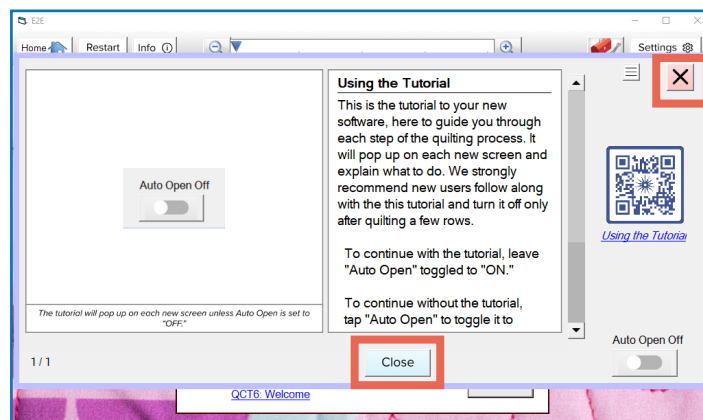 E2E
Home
Restart
Info
Settings
Using the Tutorial
This is the tutorial to your new
software, here to guide you through
each step of the quilting process. It
will pop up on each new screen and
explain what to do. We strongly
recommend new users follow along
with the this tutorial and turn it off only
after quilting a few rows.
To continue with the tutorial, leave
"Auto Open" toggled to "ON."
To continue without the tutorial,
tap "Auto Open" to toggle it to
Auto Open Off
The tutorial will pop up on each new screen unless Auto Open is set to
"OFF."
Using the Tutorial
Auto Open Off
1 / 1
Close
QCT6: Welcome